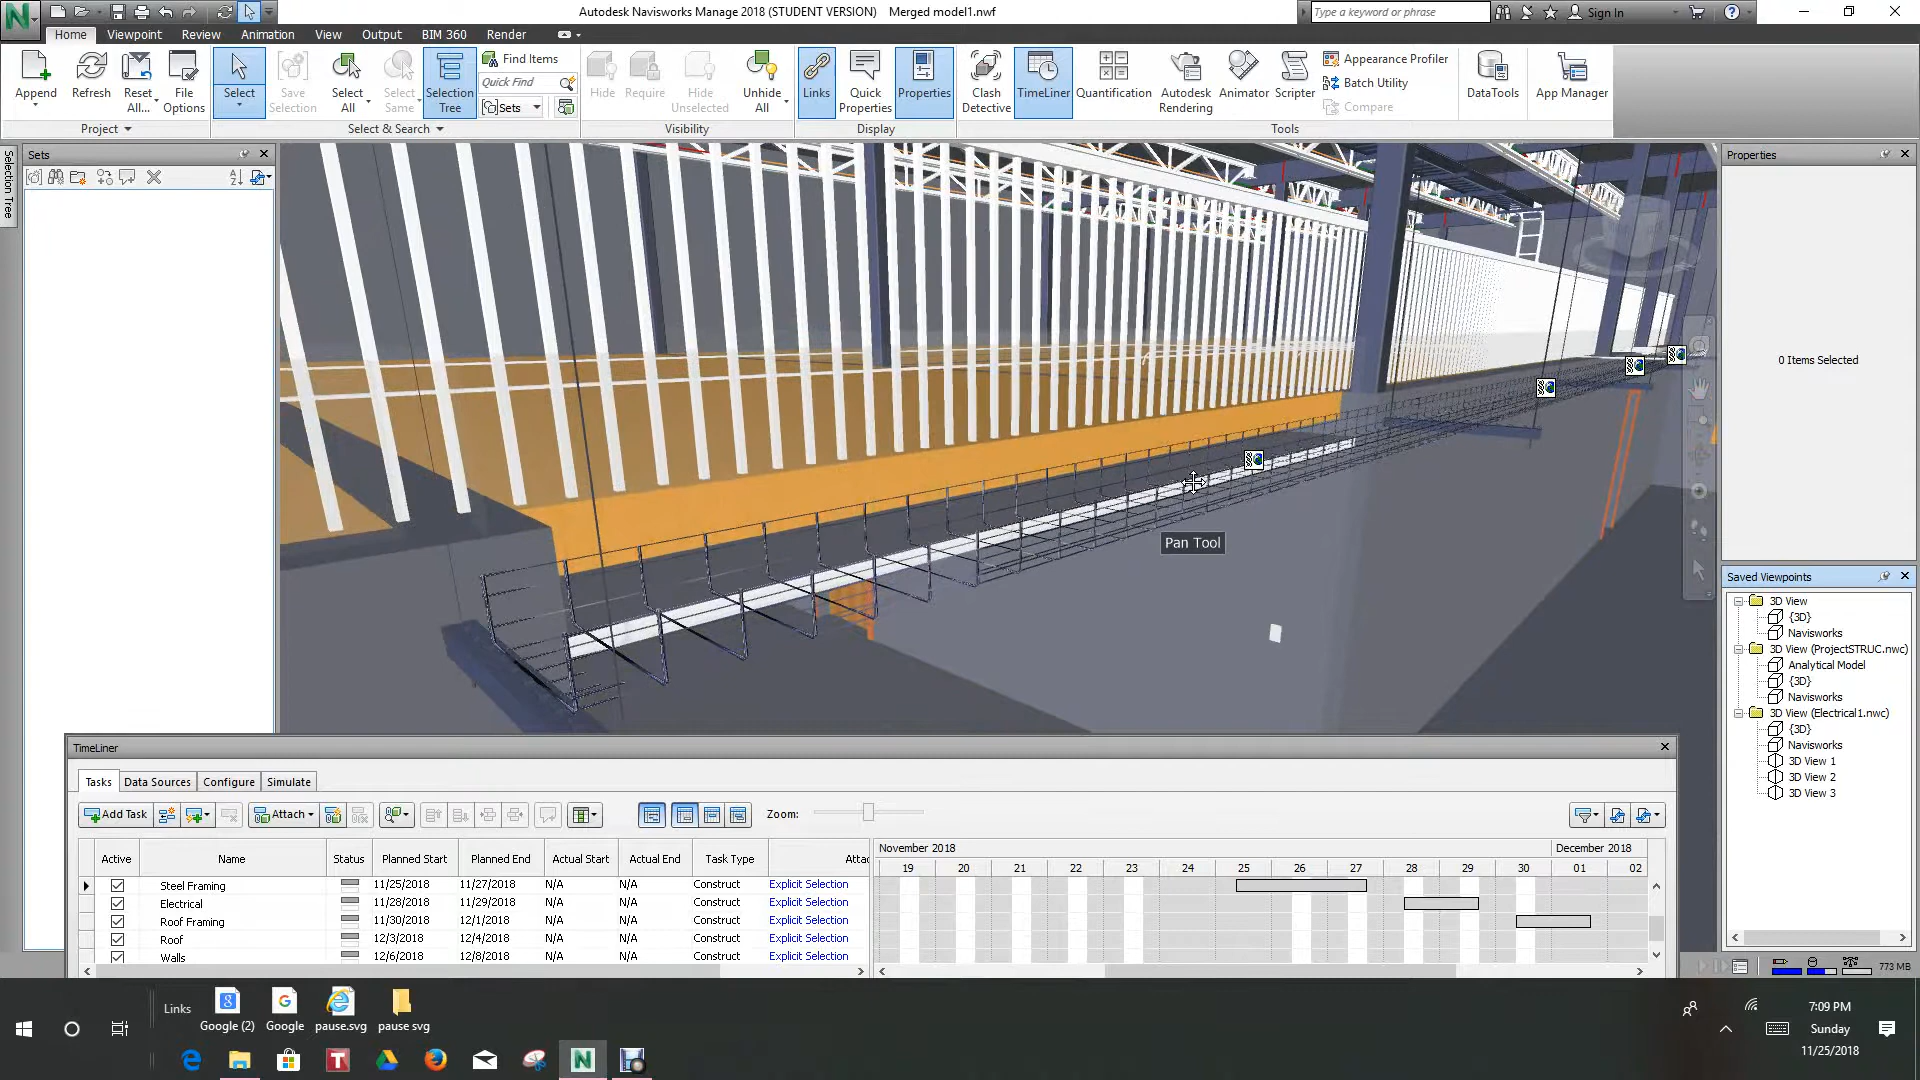 Autodesk Navisworks Manage 2018 (STUDENT VERSION) Merged model1.nwf
Type a keyword or phrase
Sign In
Home Viewpoint Review Animation View Output BIM 360 Render
Append
Refresh
Reset All...
File Options
Project
Select
Save Selection
Select All
Select Same
Selection Tree
Find Items
Quick Find
Sets
Select & Search
Hide
Require
Hide Unselected
Unhide All
Visibility
Links
Quick Properties
Properties
Display
Clash Detective
TimeLiner
Quantification
Autodesk Rendering
Animator
Scripter
Appearance Profiler
Batch Utility
Compare
Tools
DataTools
App Manager
Selection Tree
Sets
Pan Tool
Properties
0 Items Selected
Saved Viewpoints
3D View
{3D}
Navisworks
3D View (ProjectSTRUC.nwc)
Analytical Model
{3D}
Navisworks
3D View (Electrical1.nwc)
{3D}
Navisworks
3D View 1
3D View 2
3D View 3
TimeLiner
Tasks Data Sources Configure Simulate
Add Task
Attach
Zoom:
Active Name Status Planned Start Planned End Actual Start Actual End Task Type Attac
Steel Framing 11/25/2018 11/27/2018 N/A N/A Construct Explicit Selection
Electrical 11/28/2018 11/29/2018 N/A N/A Construct Explicit Selection
Roof Framing 11/30/2018 12/1/2018 N/A N/A Construct Explicit Selection
Roof 12/3/2018 12/4/2018 N/A N/A Construct Explicit Selection
Walls 12/6/2018 12/8/2018 N/A N/A Construct Explicit Selection
November 2018 December 2018
19 20 21 22 23 24 25 26 27 28 29 30 01 02
773 MB
Links
Google (2)
Google
pause.svg
pause svg
7:09 PM
Sunday
11/25/2018